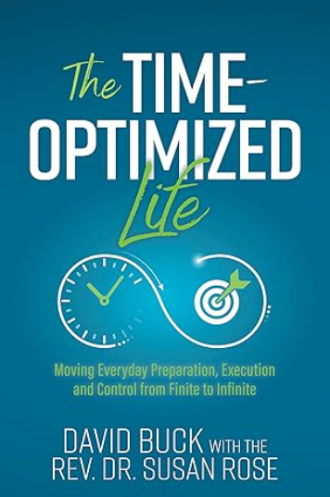 The TIME-
OPTIMIZED
Life
Moving Everyday Preparation, Execution
and Control from Finite to Infinite
DAVID BUCK WITH THE
REV. DR. SUSAN ROSE